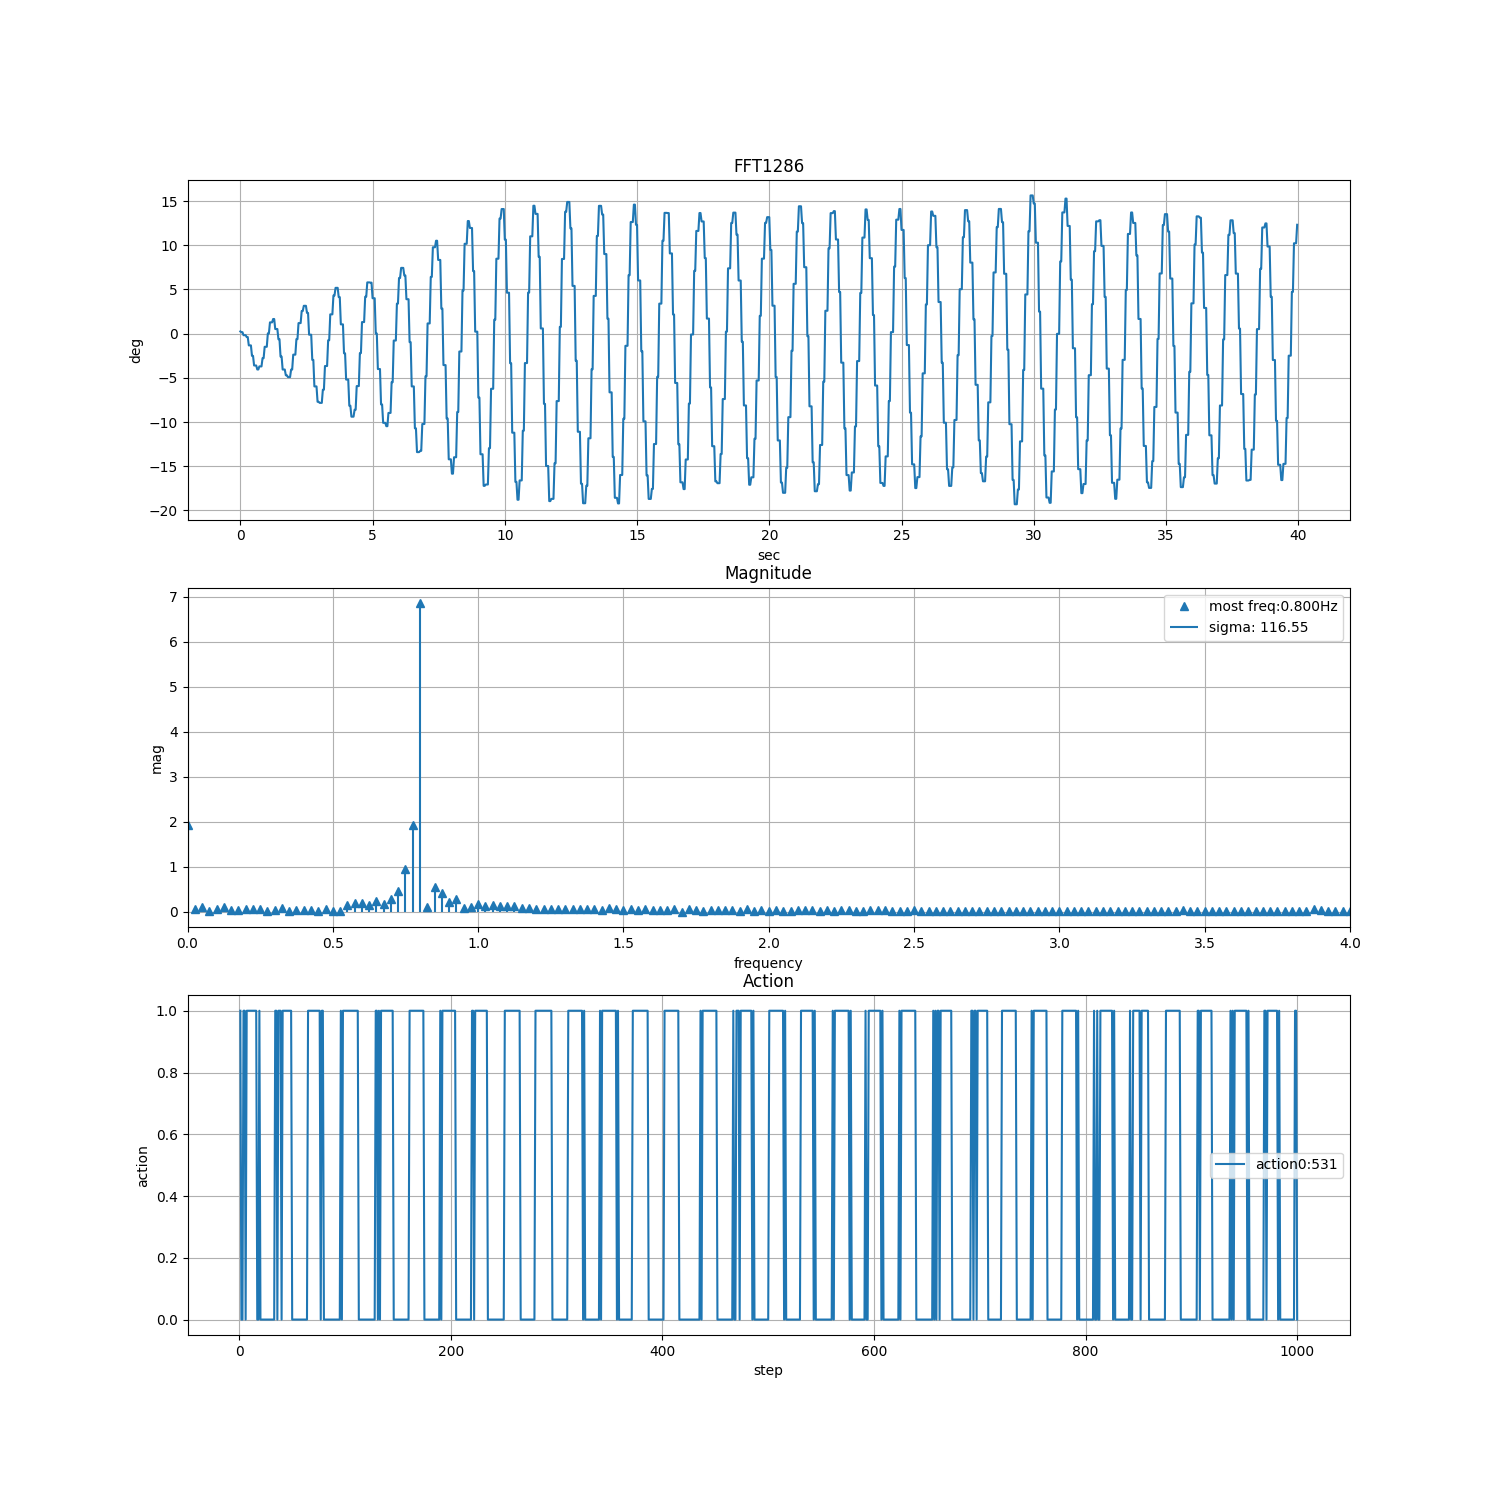 FFT1286
15
10
5
0
−5
−10
−15
−20
deg
0 5 10 15 20 25 30 35 40
sec
Magnitude
7
6
5
4
3
2
1
0
mag
most freq:0.800Hz
sigma: 116.55
0.0 0.5 1.0 1.5 2.0 2.5 3.0 3.5 4.0
frequency
Action
1.0
0.8
0.6
0.4
0.2
0.0
action
action0:531
0 200 400 600 800 1000
step